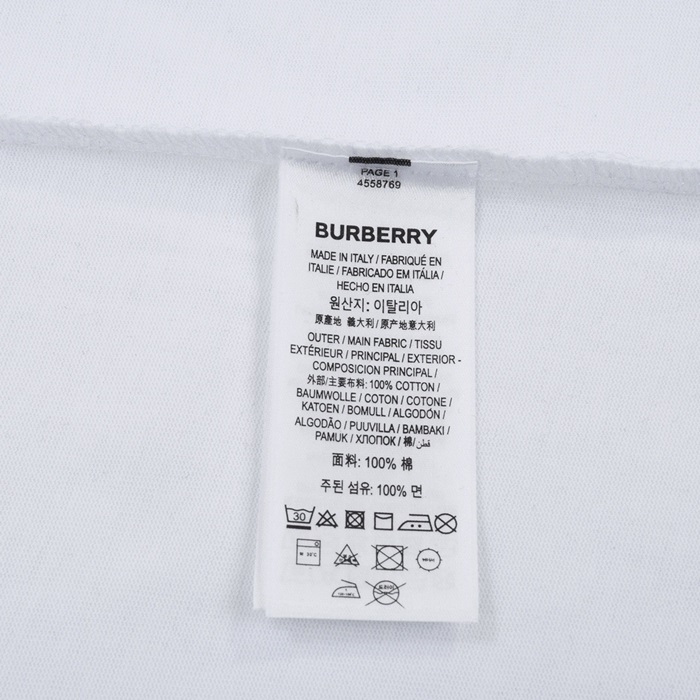 PAGE 1
4558769
BURBERRY
MADE IN ITALY / FABRIQUÉ EN
ITALIE / FABRICADO EM ITÁLIA /
HECHO EN ITALIA
원산지: 이탈리아
原產地 義大利 / 原产地意大利
OUTER / MAIN FABRIC / TISSU
EXTÉRIEUR / PRINCIPAL / EXTERIOR -
COMPOSICION PRINCIPAL /
外部/主要布料: 100% COTTON /
BAUMWOLLE / COTON / COTONE /
KATOEN / BOMULL / ALGODÓN /
ALGODÃO / PUUVILLA / BAMBAKI /
PAMUK / ХЛОПОК / 棉/قطن
面料: 100% 棉
주된 섬유: 100% 면
30